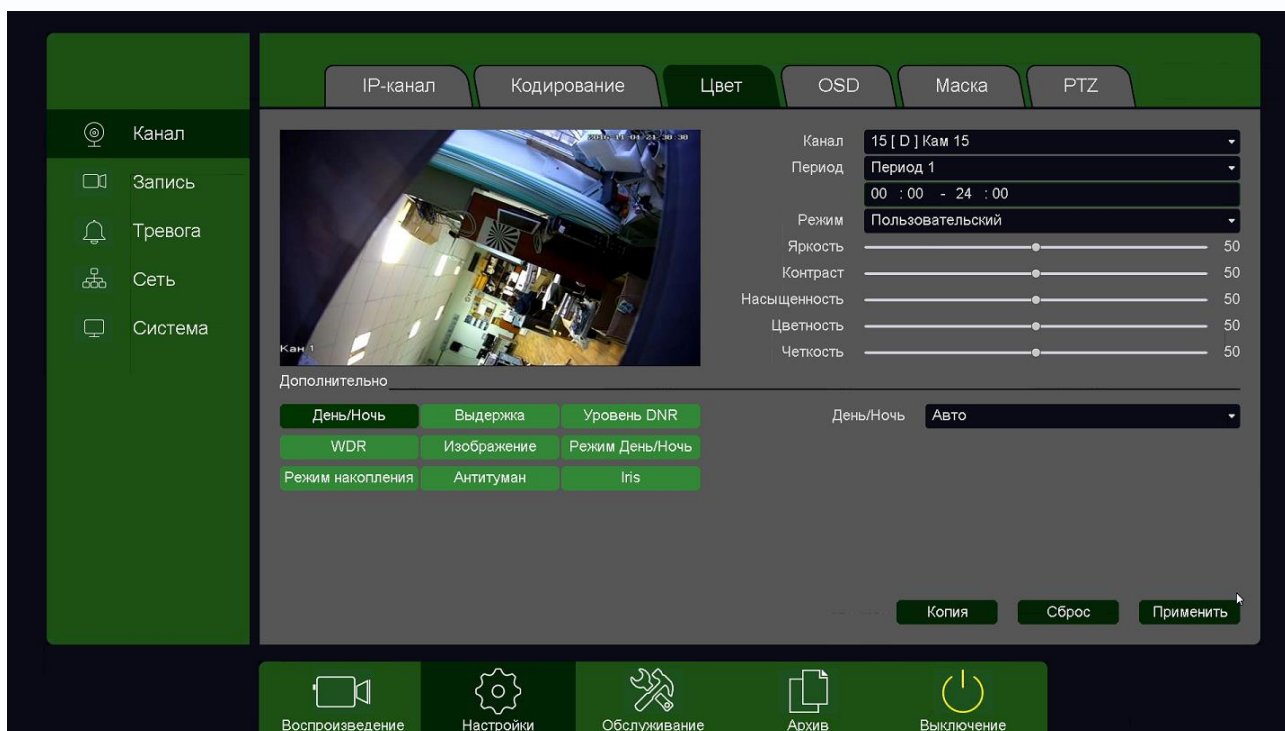 IP-канал
Кодирование
Цвет
OSD
Маска
PTZ
Канал
Запись
Тревога
Сеть
Система
Кан 1
Канал 15 [ D ] Кам 15
Период Период 1
00 : 00 - 24 : 00
Режим Пользовательский
Яркость 50
Контраст 50
Насыщенность 50
Цветность 50
Четкость 50
Дополнительно
День/Ночь Выдержка Уровень DNR
WDR Изображение Режим День/Ночь
Режим накопления Антитуман Iris
День/Ночь Авто
Копия Сброс Применить
Воспроизведение Настройки Обслуживание Архив Выключение